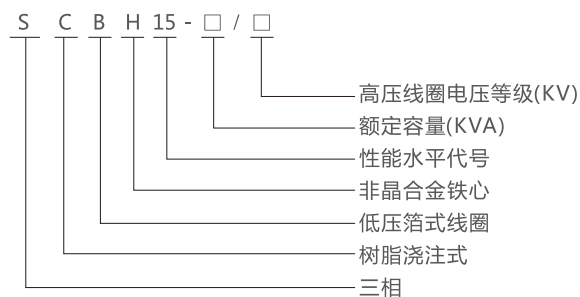 S C B H 15 - □ / □
高压线圈电压等级(KV)
额定容量(KVA)
性能水平代号
非晶合金铁心
低压箔式线圈
树脂浇注式
三相